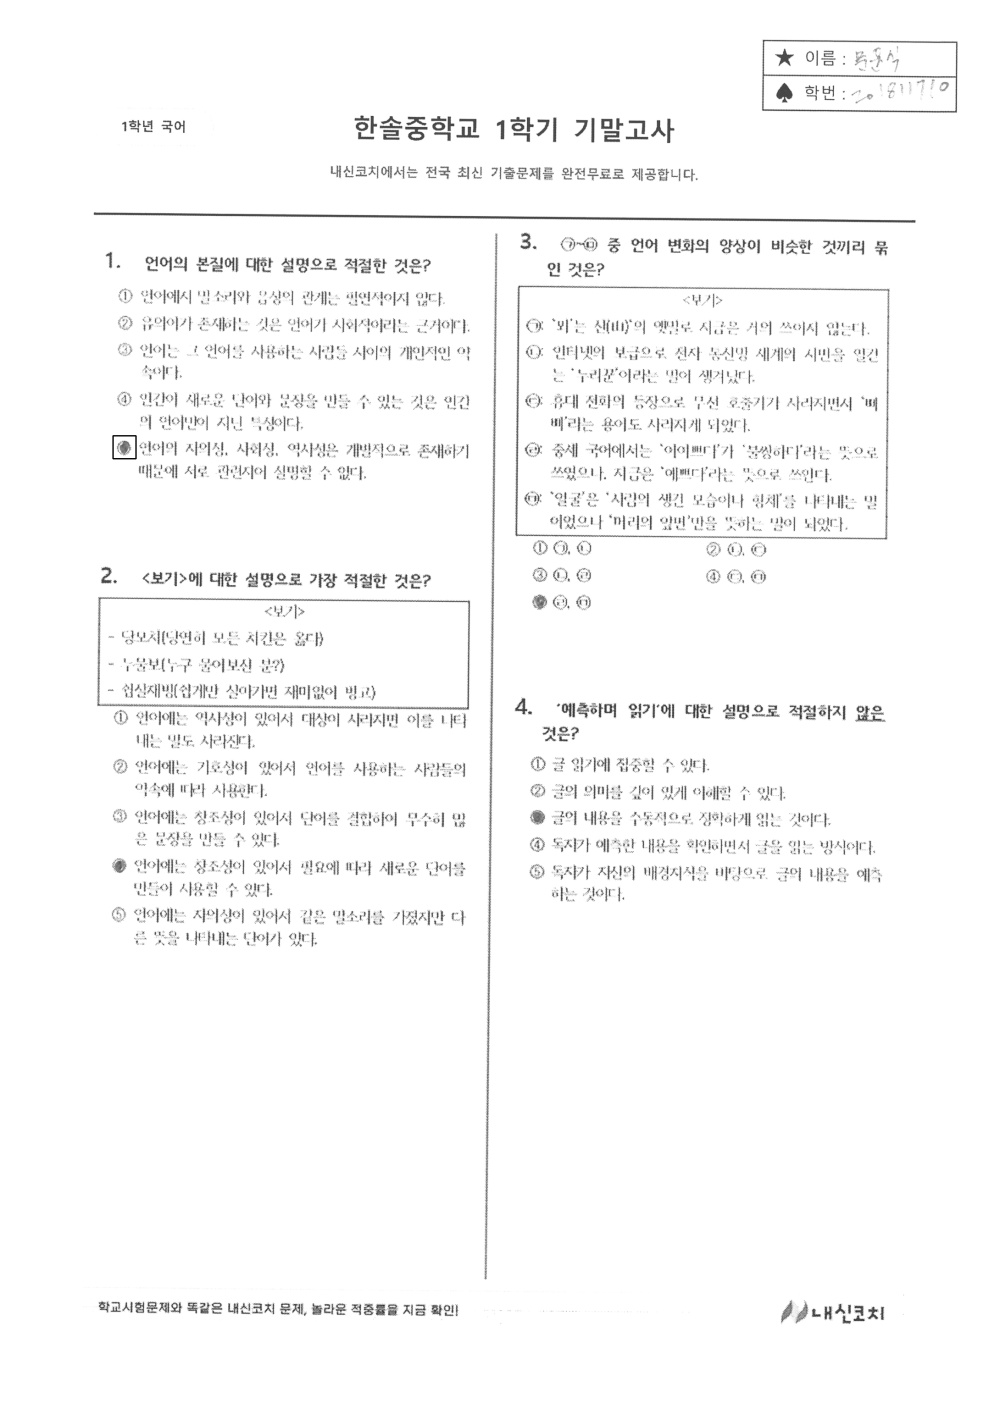 ★ 이름 :
♠ 학번 :
1학년 국어
한솔중학교 1학기 기말고사
내신코치에서는 전국 최신 기출문제를 완전무료로 제공합니다.
1. 언어의 본질에 대한 설명으로 적절한 것은?
① 언어에서 말소리와 음성의 관계는 필연적이지 않다.
② 유의어가 존재하는 것은 언어가 사회적이라는 근거이다.
③ 언어는 그 언어를 사용하는 사람들 사이의 개인적인 약
속이다.
④ 인간이 새로운 단어와 문장을 만들 수 있는 것은 인간
의 언어만이 지닌 특성이다.
언어의 자의성, 사회성, 역사성은 개별적으로 존재하기
때문에 서로 관련지어 설명할 수 없다.
2. <보기>에 대한 설명으로 가장 적절한 것은?
<보기>
- 당모치(당연히 모든 치킨은 옳다)
- 누물보(누구 물어보신 분?)
- 쉽살재빙(쉽게만 살아가면 재미없어 빙고)
① 언어에는 역사성이 있어서 대상이 사라지면 이를 나타
내는 말도 사라진다.
② 언어에는 기호성이 있어서 언어를 사용하는 사람들의
약속에 따라 사용한다.
③ 언어에는 창조성이 있어서 단어를 결합하여 무수히 많
은 문장을 만들 수 있다.
언어에는 창조성이 있어서 필요에 따라 새로운 단어를
만들어 사용할 수 있다.
⑤ 언어에는 자의성이 있어서 같은 말소리를 가졌지만 다
른 뜻을 나타내는 단어가 있다.
3. ㉠~㉤ 중 언어 변화의 양상이 비슷한 것끼리 묶
인 것은?
<보기>
㉠: '뫼'는 산(山)'의 옛말로 지금은 거의 쓰이지 않는다.
㉡: 인터넷의 보급으로 전자 통신망 세계의 시민을 일컫
는 '누리꾼'이라는 말이 생겨났다.
㉢: 휴대 전화의 등장으로 무선 호출기가 사라지면서 '삐
삐'라는 용어도 사라지게 되었다.
㉣: 중세 국어에서는 '어여쁘다'가 '불쌍하다'라는 뜻으로
쓰였으나, 지금은 '예쁘다'라는 뜻으로 쓰인다.
㉤: '얼굴'은 '사람의 생긴 모습이나 형체'를 나타내는 말
이었으나 '머리의 앞면'만을 뜻하는 말이 되었다.
① ㉠, ㉡ ② ㉡, ㉢
③ ㉡, ㉣ ④ ㉢, ㉤
㉣, ㉤
4. '예측하며 읽기'에 대한 설명으로 적절하지 않은
것은?
① 글 읽기에 집중할 수 있다.
② 글의 의미를 깊이 있게 이해할 수 있다.
글의 내용을 수동적으로 정확하게 읽는 것이다.
④ 독자가 예측한 내용을 확인하면서 글을 읽는 방식이다.
⑤ 독자가 자신의 배경지식을 바탕으로 글의 내용을 예측
하는 것이다.
학교시험문제와 똑같은 내신코치 문제, 놀라운 적중률을 지금 확인!
내신코치